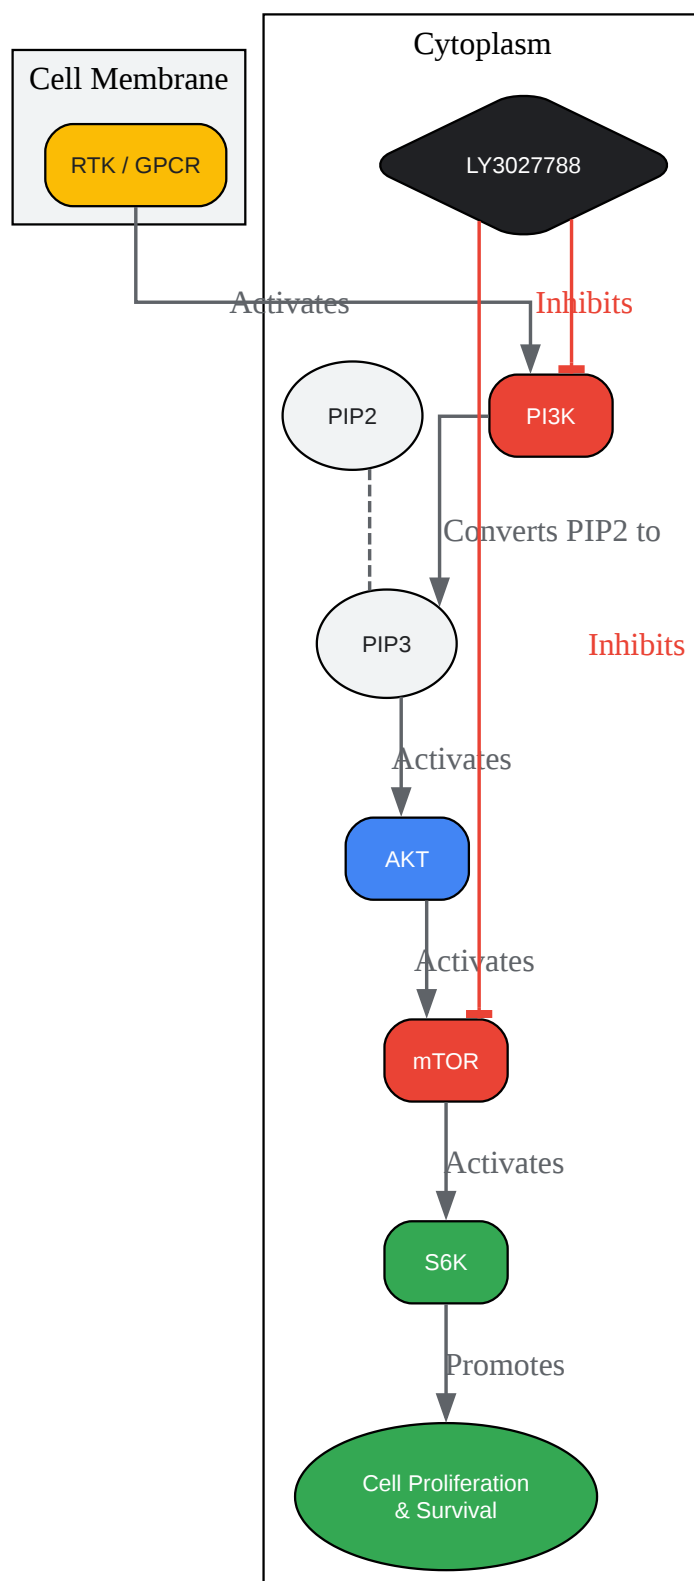 Cytoplasm
Cell Membrane
RTK / GPCR
LY3027788
Activates
Inhibits
PIP2
PI3K
Converts PIP2 to
PIP3
Inhibits
Activates
AKT
Activates
mTOR
Activates
S6K
Promotes
Cell Proliferation
& Survival